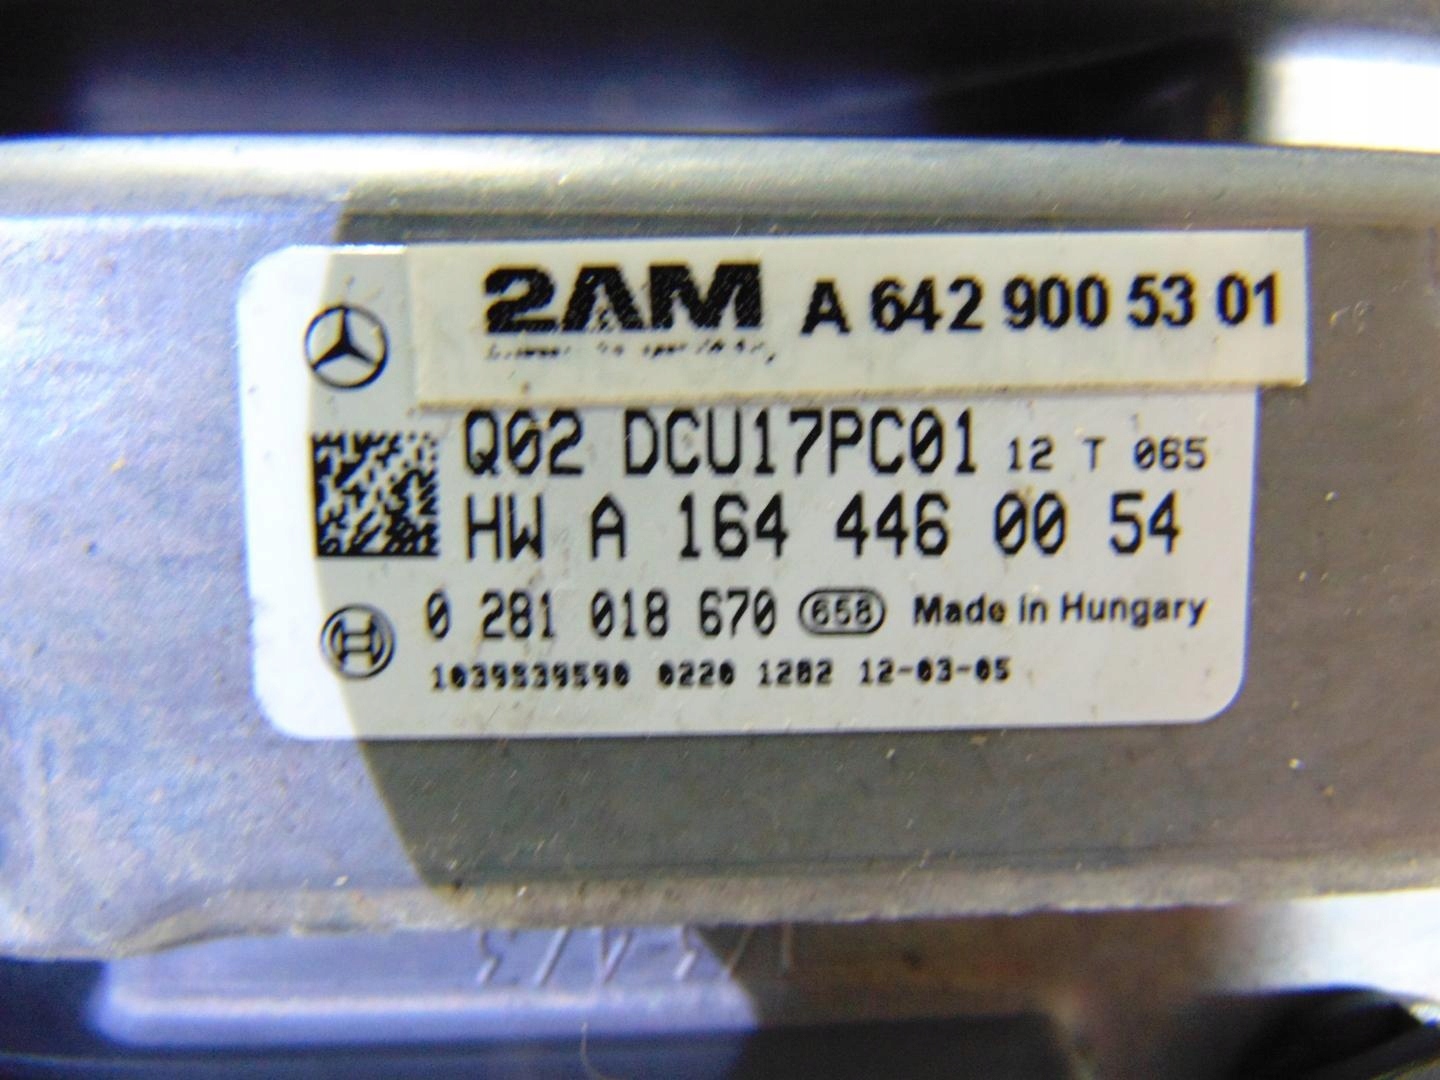 2AM A 642 900 53 01
Q02 DCU17PC01 12 T 065
HW A 164 446 00 54
0 281 018 670 658 Made in Hungary
1039S39590 0220 1282 12-03-05